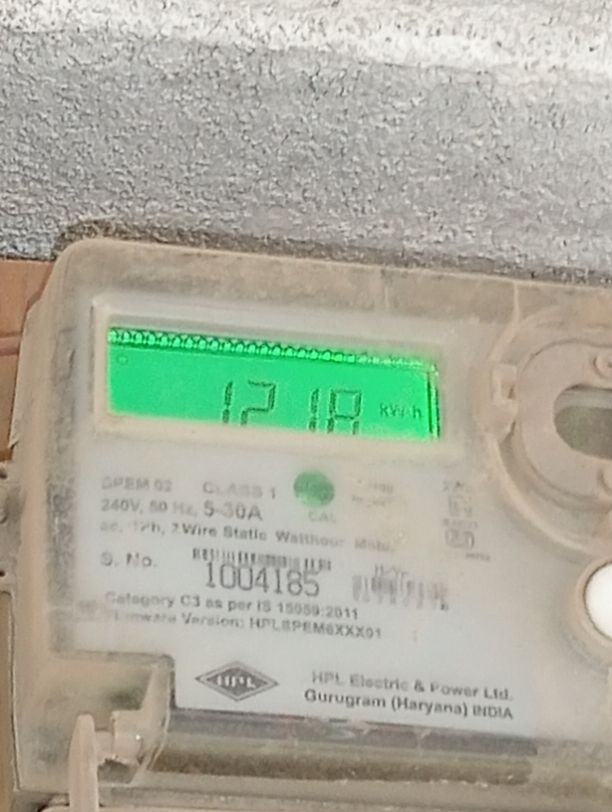 1218 kWh
SPEM 02 CLASS 1
240V, 50 Hz, 5-30A
CAL
ac, 1Ph, 2 Wire Static Watthour
S. No.
1004185
Category C3 as per IS 15959:2011
Firmware Version: HPLSPEM6XXX01
HPL
HPL Electric & Power Ltd.
Gurugram (Haryana) INDIA